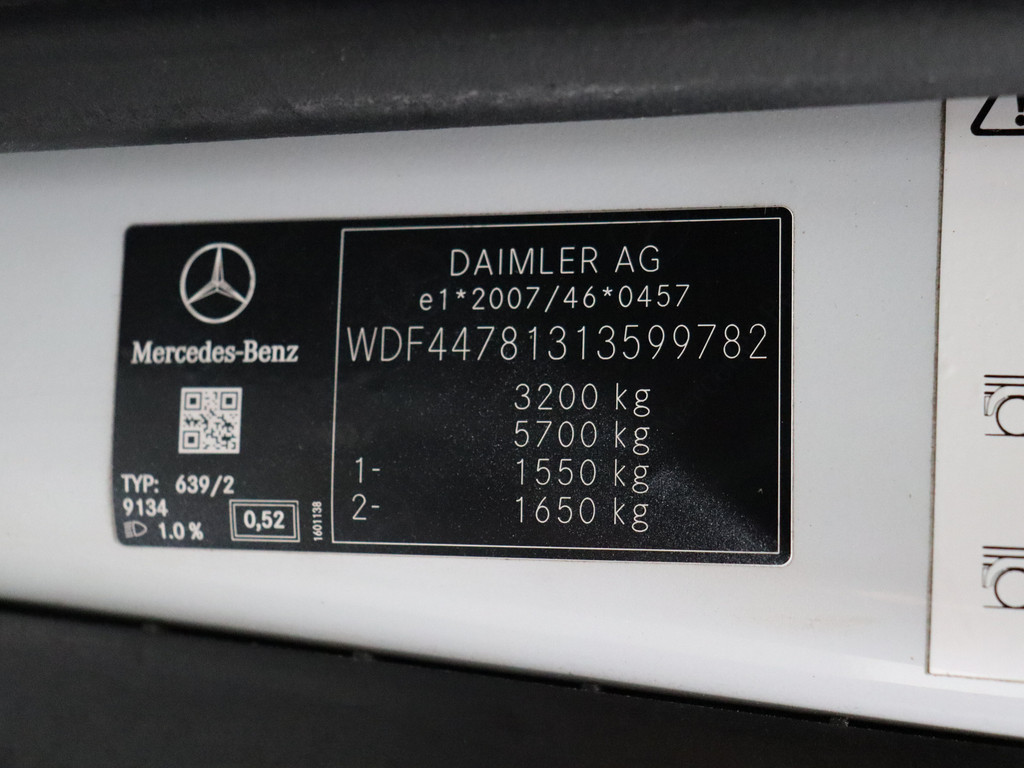 Mercedes-Benz
TYP: 639/2
9134
1.0 %
0,52
1601138
DAIMLER AG
e1*2007/46*0457
WDF44781313599782
3200 kg
5700 kg
1- 1550 kg
2- 1650 kg